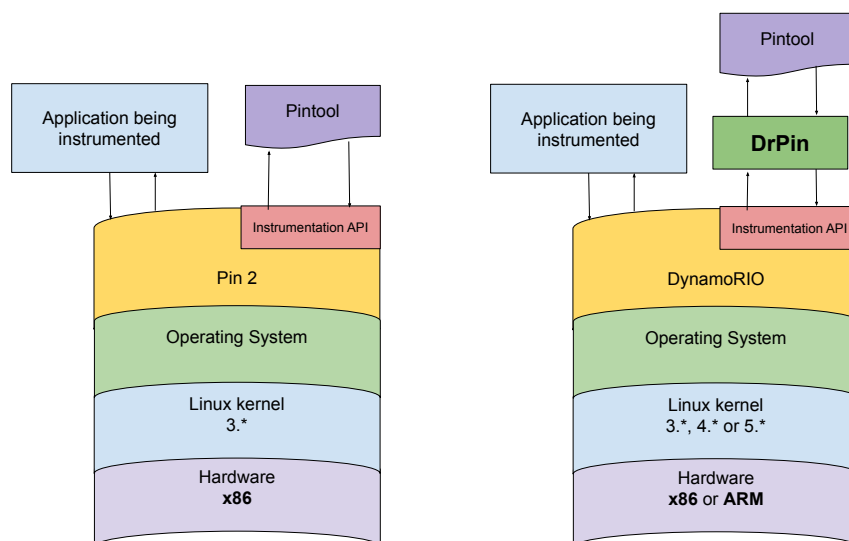 Application being
instrumented
Pintool
Instrumentation API
Pin 2
Operating System
Linux kernel
3.*
Hardware
x86
Pintool
Application being
instrumented
DrPin
Instrumentation API
DynamoRIO
Operating System
Linux kernel
3.*, 4.* or 5.*
Hardware
x86 or ARM